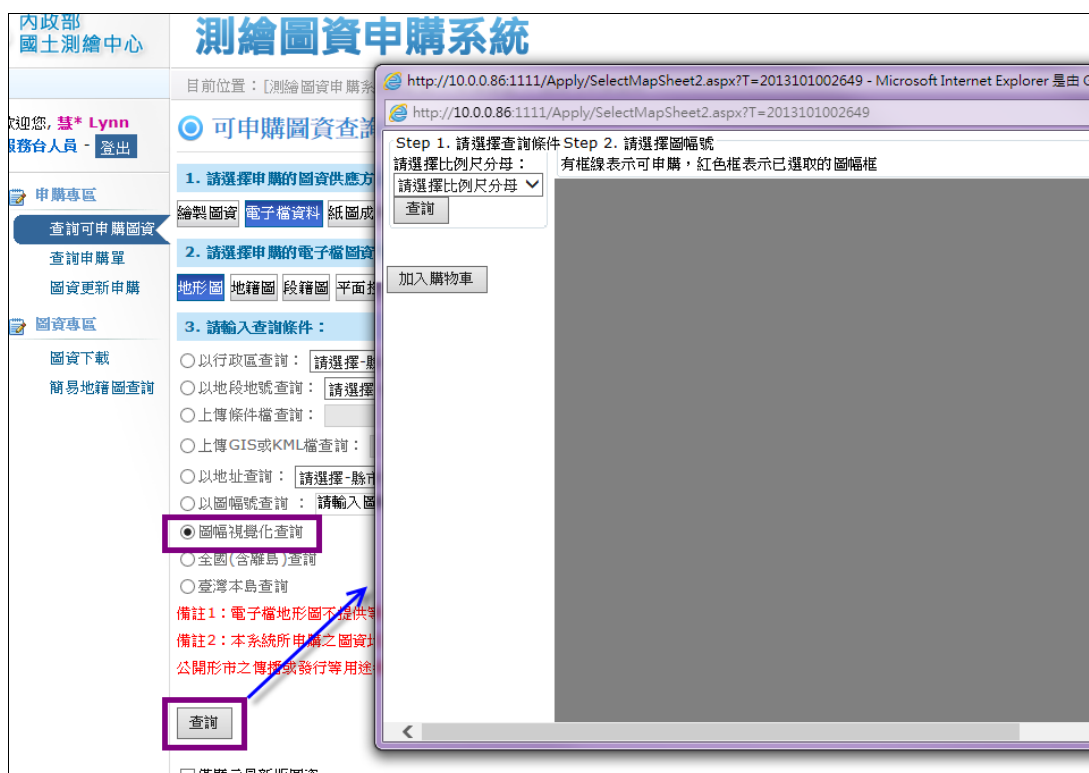 內政部
國土測繪中心
測繪圖資申購系統
目前位置：[測繪圖資申購系
迎您, 慧* Lynn
服務台人員 - 登出
申購專區
查詢可申購圖資
查詢申購單
圖資更新申購
圖資專區
圖資下載
簡易地籍圖查詢
可申購圖資查詢
1. 請選擇申購的圖資供應方
繪製圖資 電子檔資料 紙圖成
2. 請選擇申購的電子檔圖資
地形圖 地籍圖 段籍圖 平面控
3. 請輸入查詢條件：
以行政區查詢： 請選擇-縣
以地段地號查詢： 請選擇
上傳條件檔查詢：
上傳GIS或KML檔查詢：
以地址查詢： 請選擇-縣市
以圖幅號查詢 ： 請輸入圖
圖幅視覺化查詢
全國(含離島)查詢
臺灣本島查詢
備註1：電子檔地形圖不提供等
備註2：本系統所申購之圖資
公開形市之傳播或發行等用途
查詢
僅顯示最新版圖資
http://10.0.0.86:1111/Apply/SelectMapSheet2.aspx?T=2013101002649 - Microsoft Internet Explorer 是由 G
http://10.0.0.86:1111/Apply/SelectMapSheet2.aspx?T=2013101002649
Step 1. 請選擇查詢條件
請選擇比例尺分母：
請選擇比例尺分母
查詢
加入購物車
Step 2. 請選擇圖幅號
有框線表示可申購，紅色框表示已選取的圖幅框